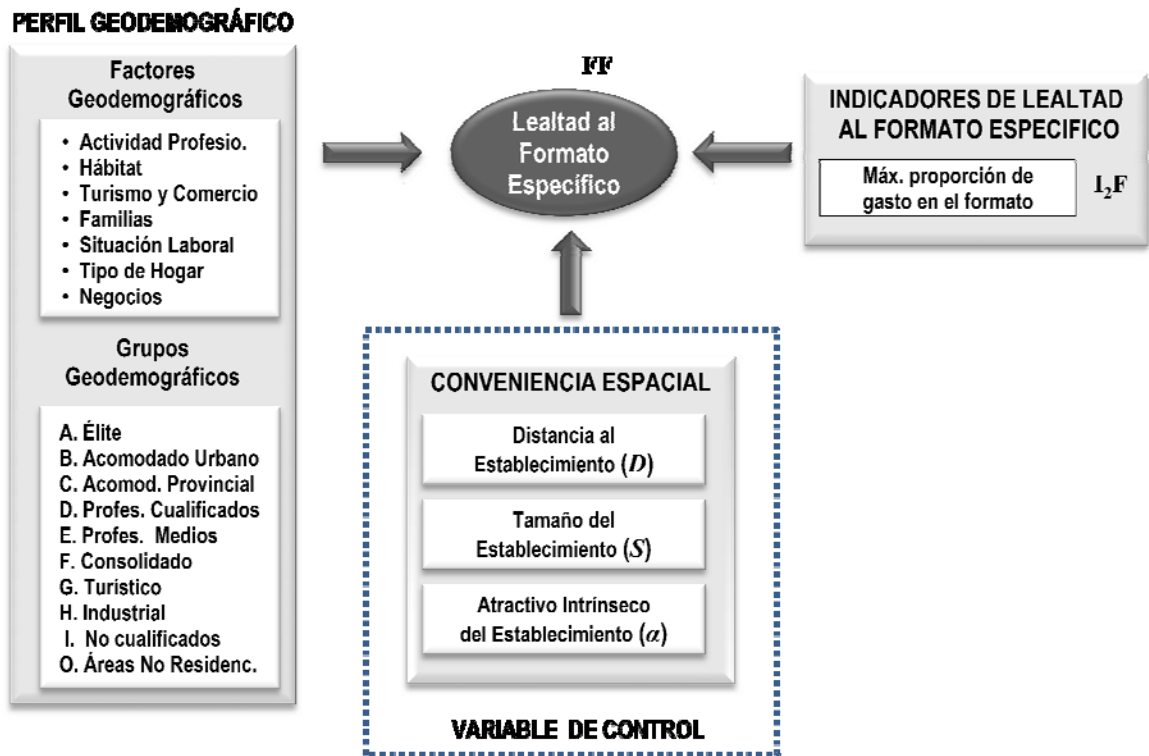 PERFIL GEODEMOGRÁFICO
Factores
Geodemográficos
• Actividad Profesio.
• Hábitat
• Turismo y Comercio
• Familias
• Situación Laboral
• Tipo de Hogar
• Negocios
Grupos
Geodemográficos
A. Élite
B. Acomodado Urbano
C. Acomod. Provincial
D. Profes. Cualificados
E. Profes. Medios
F. Consolidado
G. Turístico
H. Industrial
I. No cualificados
O. Áreas No Residenc.
FF
Lealtad al
Formato
Específico
INDICADORES DE LEALTAD
AL FORMATO ESPECIFICO
Máx. proporción de
gasto en el formato
I₂F
CONVENIENCIA ESPACIAL
Distancia al
Establecimiento (D)
Tamaño del
Establecimiento (S)
Atractivo Intrínseco
del Establecimiento (α)
VARIABLE DE CONTROL